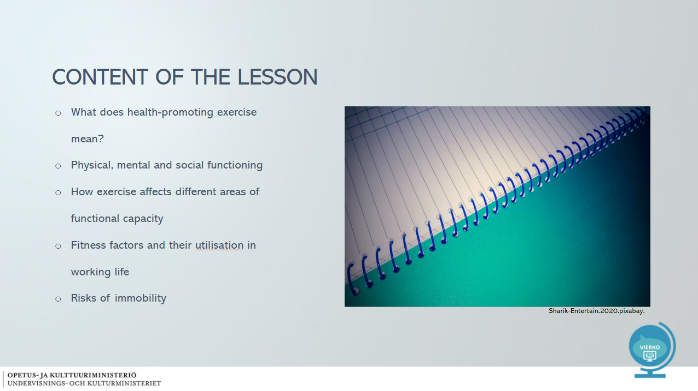 CONTENT OF THE LESSON
○ What does health-promoting exercise
mean?
○ Physical, mental and social functioning
○ How exercise affects different areas of
functional capacity
○ Fitness factors and their utilisation in
working life
○ Risks of immobility
Sharik-Entertain.2020.pixabay.
VIERKO
OPETUS- JA KULTTUURIMINISTERIÖ
UNDERVISNINGS- OCH KULTURMINISTERIET